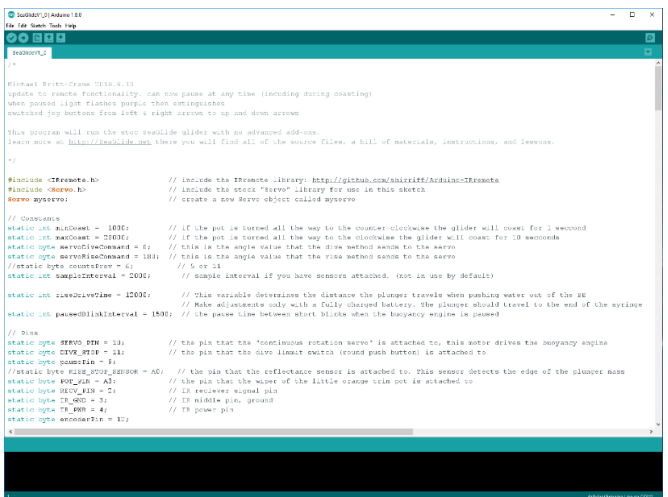 SeaGlideV1_0 | Arduino 1.8.0
File Edit Sketch Tools Help
SeaGlideV1_0
/*
Michael Britt-Crane 2016.4.13
update to remote functionality. can now pause at any time (incuding during coasting)
when paused light flashes purple then extinguishes
switched joy buttons from left & right arrows to up and down arrows
This program will run the stock SeaGlide glider with no advanced add-ons.
learn more at http://SeaGlide.net there you will find all of the source files, a bill of materials, instructions, and lessons.
*/
#include <IRremote.h> // include the IRremote library: http://github.com/shirriff/Arduino-IRremote
#include <Servo.h> // include the stock "Servo" library for use in this sketch
Servo myservo; // create a new Servo object called myservo
// Constants
static int minCoast = 1000; // if the pot is turned all the way to the counter-clockwise the glider will coast for 1 second
static int maxCoast = // if the pot is turned all the way to the clockwise the glider will coast for 10 seconds
static byte servoDiveCommand = 0; // this is the angle value that the dive method sends to the servo
static byte servoRiseCommand = 180; // this is the angle value that the rise method sends to the servo
//static byte countsPrev = 6; // 5 or 11
static int sampleInterval = // sample interval if you have sensors attached. (not in use by default)
static int riseDriveTime = // This variable determines the distance the plunger travels when pushing water out of the BE
// Make adjustments only with a fully charged battery. The plunger should travel to the end of the syringe
static int pausedBlinkInterval = 1500; // the pause time between short blinks when the buoyancy engine is paused
// Pins
static byte SERVO_PIN = 10; // the pin that the "continuous rotation servo" is attached to, this motor drives the buoyancy engine
static byte DIVE_STOP = 11; // the pin that the dive limmit switch (round push button) is attached to
static byte pausePin =
//static byte RISE_STOP_SENSOR = A0; // the pin that the reflectance sensor is attached to. This sensor detects the edge of the plunger mass
static byte POT_PIN = A3; // the pin that the wiper of the little orange trim pot is attached to
static byte RECV_PIN = 2; // IR reciever signal pin
static byte IR_GND = 3; // IR middle pin, ground
static byte IR_PWR = 4; // IR power pin
static byte encoderPin = 12;
1